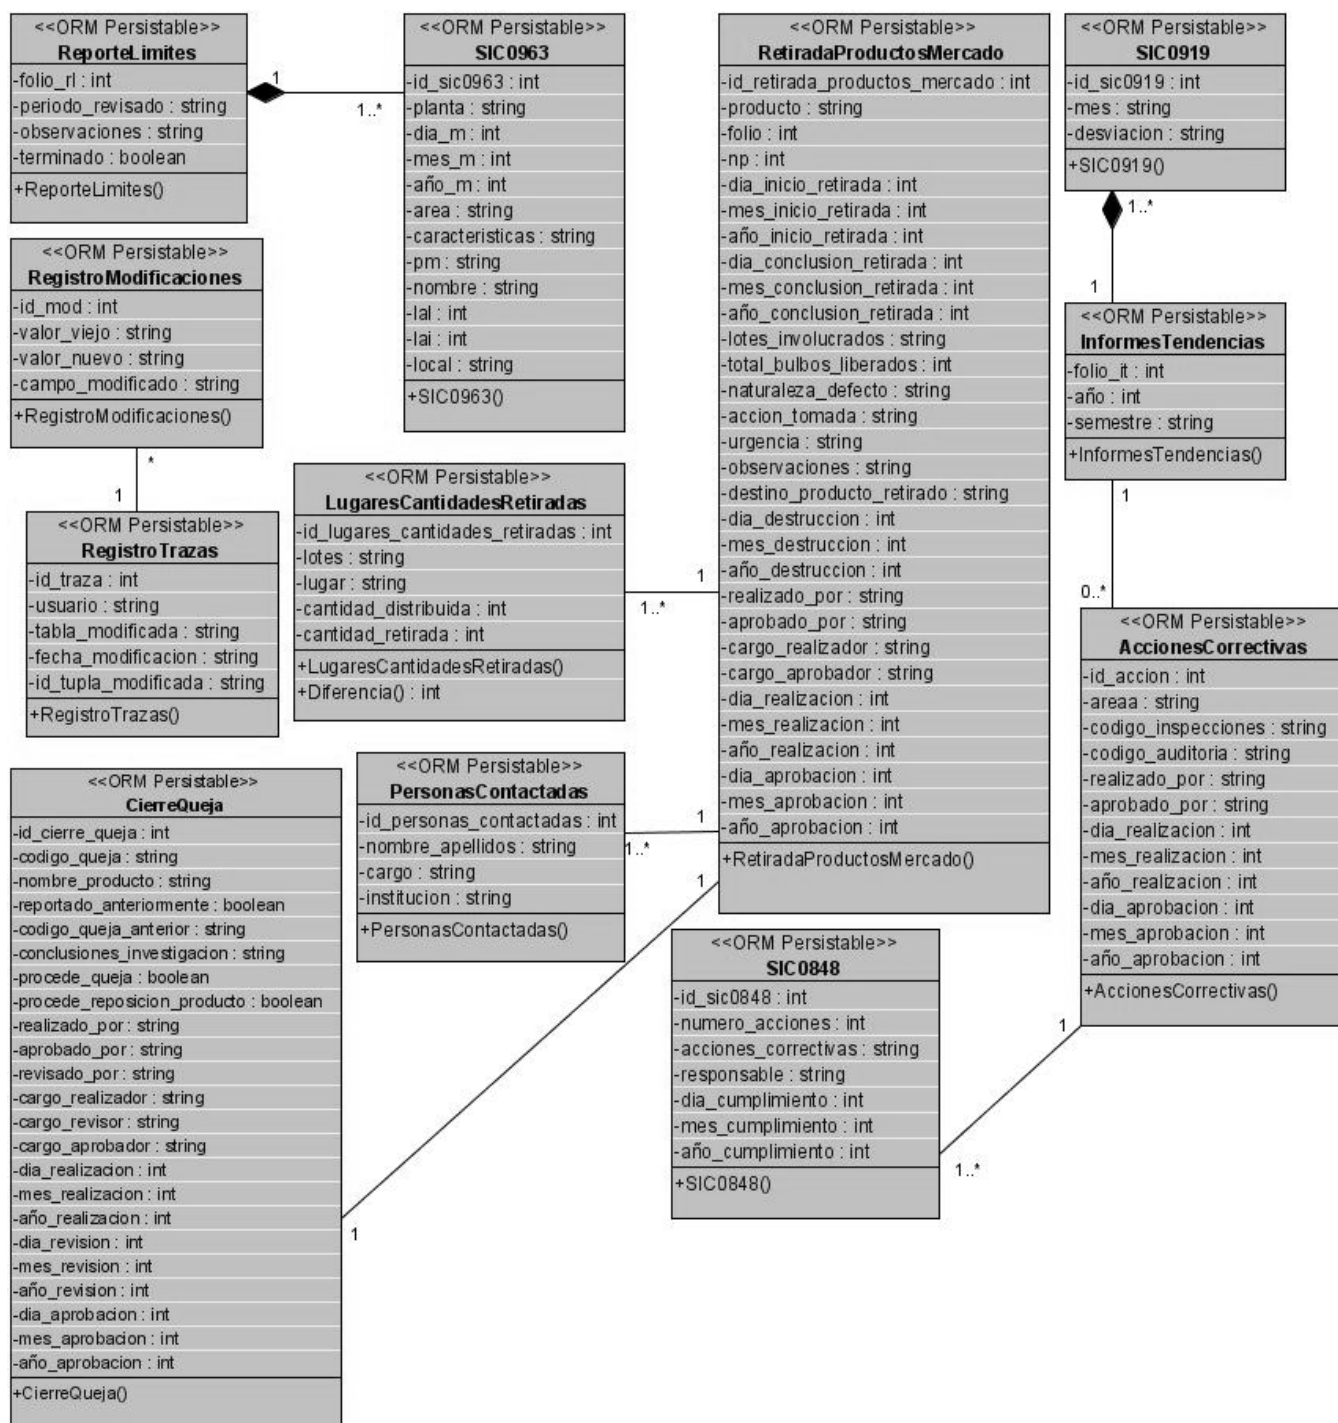 <<ORM Persistable>>
ReporteLimites
-folio_rl : int
-periodo_revisado : string
-observaciones : string
-terminado : boolean
+ReporteLimites()
1
1..*
<<ORM Persistable>>
SIC0963
-id_sic0963 : int
-planta : string
-dia_m : int
-mes_m : int
-año_m : int
-area : string
-caracteristicas : string
-pm : string
-nombre : string
-lal : int
-lai : int
-local : string
+SIC0963()
<<ORM Persistable>>
RetiradaProductosMercado
-id_retirada_productos_mercado : int
-producto : string
-folio : int
-np : int
-dia_inicio_retirada : int
-mes_inicio_retirada : int
-año_inicio_retirada : int
-dia_conclusion_retirada : int
-mes_conclusion_retirada : int
-año_conclusion_retirada : int
-lotes_involucrados : string
-total_bulbos_liberados : int
-naturaleza_defecto : string
-accion_tomada : string
-urgencia : string
-observaciones : string
-destino_producto_retirado : string
-dia_destruccion : int
-mes_destruccion : int
-año_destruccion : int
-realizado_por : string
-aprobado_por : string
-cargo_realizador : string
-cargo_aprobador : string
-dia_realizacion : int
-mes_realizacion : int
-año_realizacion : int
-dia_aprobacion : int
-mes_aprobacion : int
-año_aprobacion : int
+RetiradaProductosMercado()
<<ORM Persistable>>
SIC0919
-id_sic0919 : int
-mes : string
-desviacion : string
+SIC0919()
1..*
1
<<ORM Persistable>>
InformesTendencias
-folio_it : int
-año : int
-semestre : string
+InformesTendencias()
1
0..*
<<ORM Persistable>>
AccionesCorrectivas
-id_accion : int
-areaa : string
-codigo_inspecciones : string
-codigo_auditoria : string
-realizado_por : string
-aprobado_por : string
-dia_realizacion : int
-mes_realizacion : int
-año_realizacion : int
-dia_aprobacion : int
-mes_aprobacion : int
-año_aprobacion : int
+AccionesCorrectivas()
1
1..*
<<ORM Persistable>>
RegistroModificaciones
-id_mod : int
-valor_viejo : string
-valor_nuevo : string
-campo_modificado : string
+RegistroModificaciones()
*
1
<<ORM Persistable>>
RegistroTrazas
-id_traza : int
-usuario : string
-tabla_modificada : string
-fecha_modificacion : string
-id_tupla_modificada : string
+RegistroTrazas()
<<ORM Persistable>>
LugaresCantidadesRetiradas
-id_lugares_cantidades_retiradas : int
-lotes : string
-lugar : string
-cantidad_distribuida : int
-cantidad_retirada : int
+LugaresCantidadesRetiradas()
+Diferencia() : int
1
1..*
<<ORM Persistable>>
PersonasContactadas
-id_personas_contactadas : int
-nombre_apellidos : string
-cargo : string
-institucion : string
+PersonasContactadas()
1
1..*
1
1
<<ORM Persistable>>
CierreQueja
-id_cierre_queja : int
-codigo_queja : string
-nombre_producto : string
-reportado_anteriormente : boolean
-codigo_queja_anterior : string
-conclusiones_investigacion : string
-procede_queja : boolean
-procede_reposicion_producto : boolean
-realizado_por : string
-aprobado_por : string
-revisado_por : string
-cargo_realizador : string
-cargo_revisor : string
-cargo_aprobador : string
-dia_realizacion : int
-mes_realizacion : int
-año_realizacion : int
-dia_revision : int
-mes_revision : int
-año_revision : int
-dia_aprobacion : int
-mes_aprobacion : int
-año_aprobacion : int
+CierreQueja()
<<ORM Persistable>>
SIC0848
-id_sic0848 : int
-numero_acciones : int
-acciones_correctivas : string
-responsable : string
-dia_cumplimiento : int
-mes_cumplimiento : int
-año_cumplimiento : int
+SIC0848()